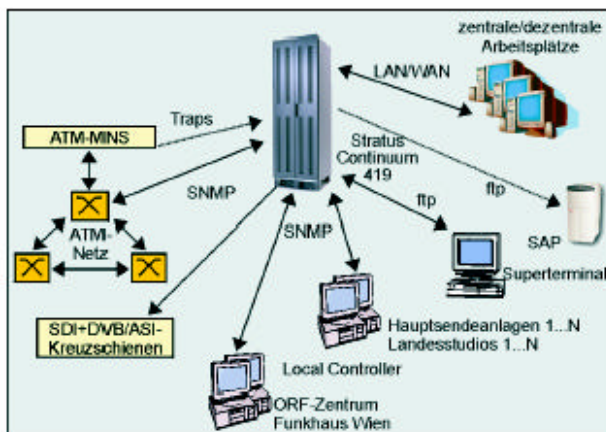 zentrale/dezentrale
Arbeitsplätze
LAN/WAN
Traps
ATM-MINS
Stratus
Continuum
419
ftp
SNMP
ftp
SAP
ATM-
Netz
SNMP
Superterminal
SDI+DVB/ASI-
Kreuzschienen
Hauptsendeanlagen 1...N
Landesstudios 1...N
Local Controller
ORF-Zentrum
Funkhaus Wien